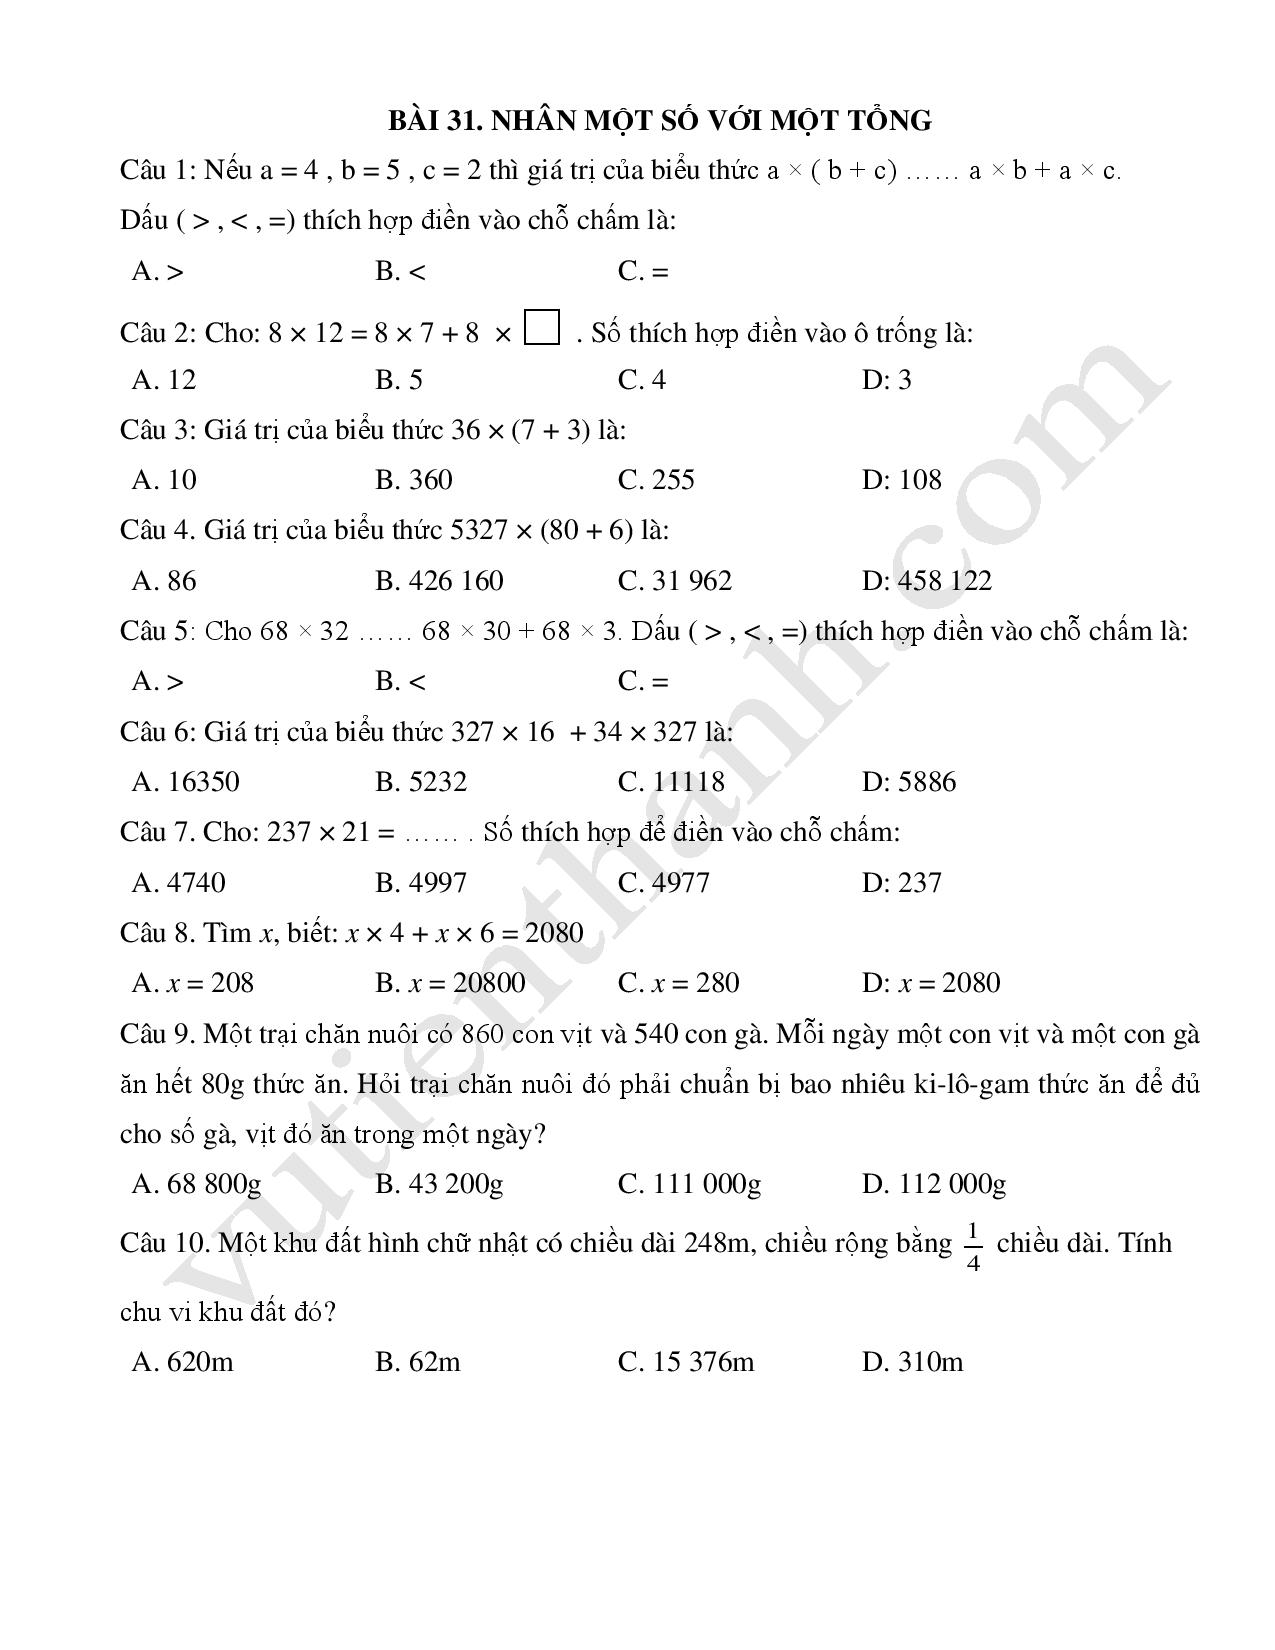 BÀI 31. NHÂN MỘT SỐ VỚI MỘT TỔNG
Câu 1: Nếu a = 4 , b = 5 , c = 2 thì giá trị của biểu thức a × ( b + c) …… a × b + a × c.
Dấu ( > , < , =) thích hợp điền vào chỗ chấm là:
A. > B. < C. =
Câu 2: Cho: 8 × 12 = 8 × 7 + 8 × □ . Số thích hợp điền vào ô trống là:
A. 12 B. 5 C. 4 D: 3
Câu 3: Giá trị của biểu thức 36 × (7 + 3) là:
A. 10 B. 360 C. 255 D: 108
Câu 4. Giá trị của biểu thức 5327 × (80 + 6) là:
A. 86 B. 426 160 C. 31 962 D: 458 122
Câu 5: Cho 68 × 32 …… 68 × 30 + 68 × 3. Dấu ( > , < , =) thích hợp điền vào chỗ chấm là:
A. > B. < C. =
Câu 6: Giá trị của biểu thức 327 × 16 + 34 × 327 là:
A. 16350 B. 5232 C. 11118 D: 5886
Câu 7. Cho: 237 × 21 = …… . Số thích hợp để điền vào chỗ chấm:
A. 4740 B. 4997 C. 4977 D: 237
Câu 8. Tìm x, biết: x × 4 + x × 6 = 2080
A. x = 208 B. x = 20800 C. x = 280 D: x = 2080
Câu 9. Một trại chăn nuôi có 860 con vịt và 540 con gà. Mỗi ngày một con vịt và một con gà
ăn hết 80g thức ăn. Hỏi trại chăn nuôi đó phải chuẩn bị bao nhiêu ki-lô-gam thức ăn để đủ
cho số gà, vịt đó ăn trong một ngày?
A. 68 800g B. 43 200g C. 111 000g D. 112 000g
Câu 10. Một khu đất hình chữ nhật có chiều dài 248m, chiều rộng bằng 1/4 chiều dài. Tính
chu vi khu đất đó?
A. 620m B. 62m C. 15 376m D. 310m
vutienthanh.com